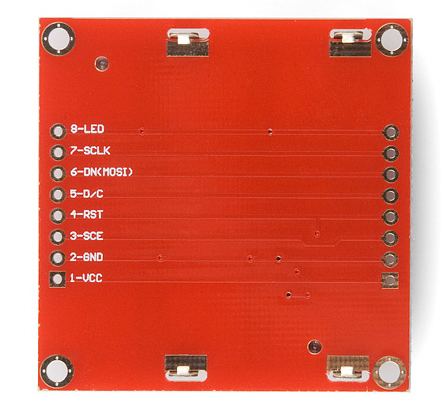 8-LED
7-SCLK
6-DN(MOSI)
5-D/C
4-RST
3-SCE
2-GND
1-VCC